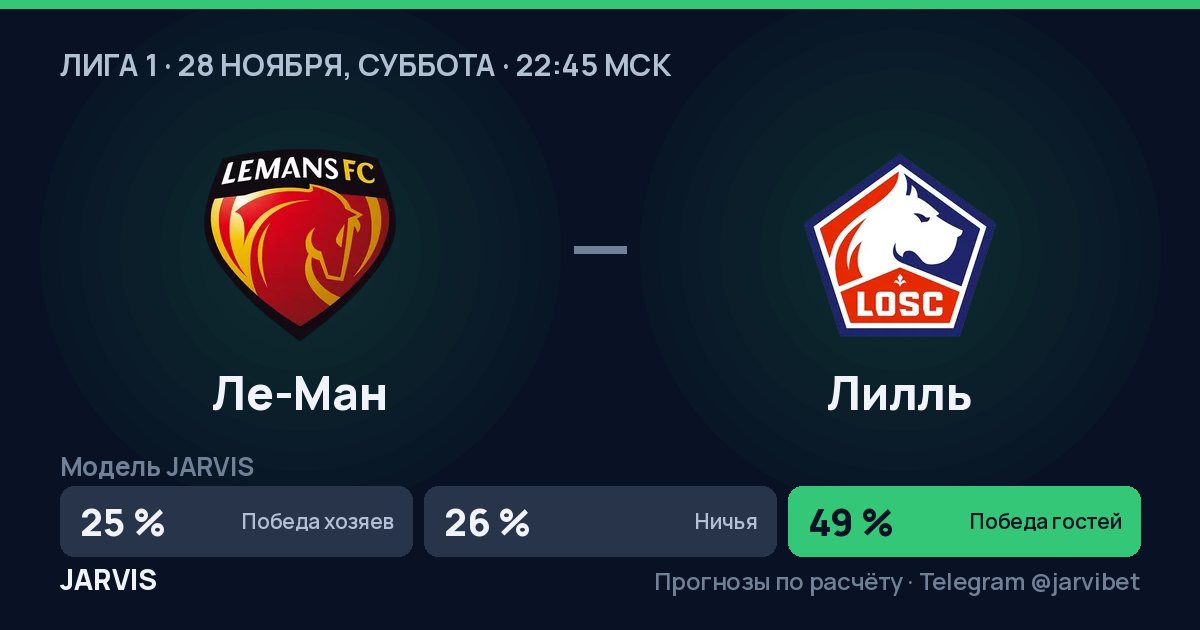 ЛИГА 1 · 28 НОЯБРЯ, СУББОТА · 22:45 МСК
LEMANS FC
LOSC
—
Ле-Ман
Лилль
Модель JARVIS
25 % Победа хозяев
26 % Ничья
49 % Победа гостей
JARVIS
Прогнозы по расчёту · Telegram @jarvibet